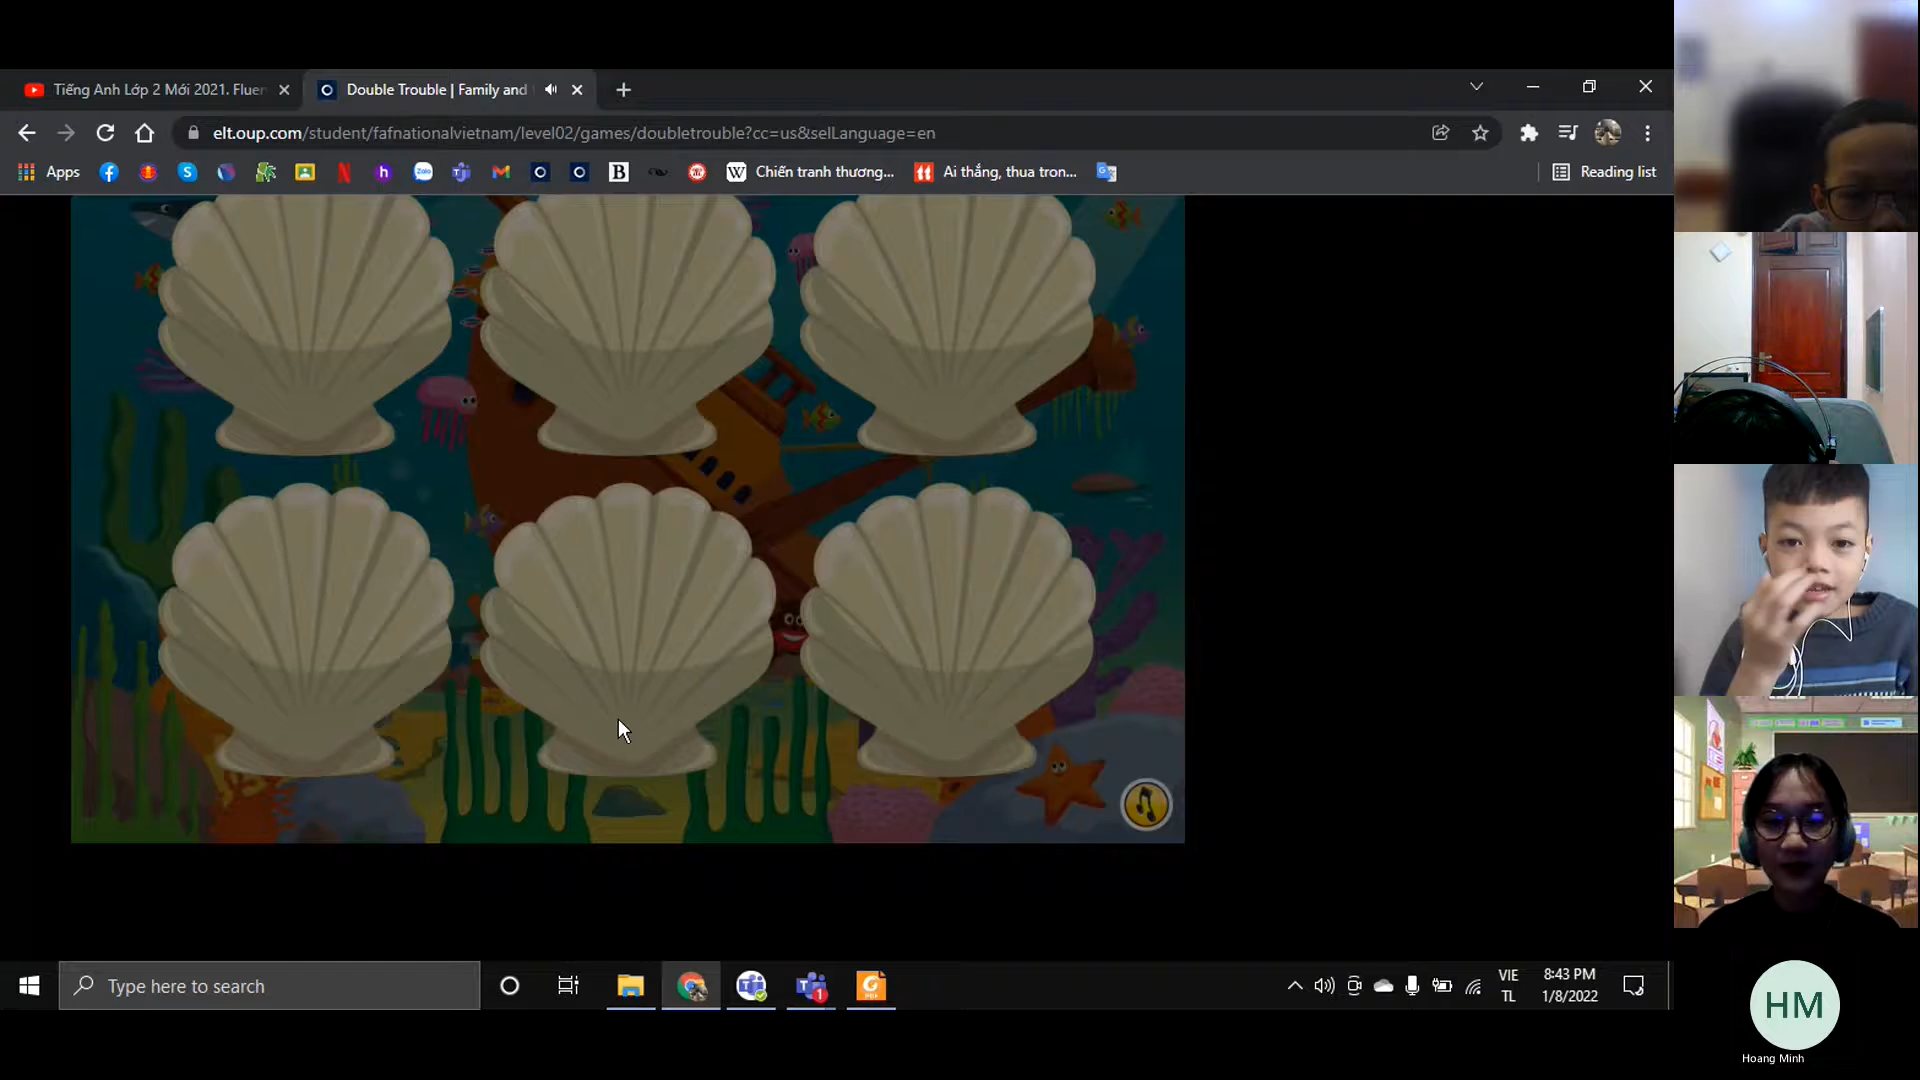 Tiếng Anh Lớp 2 Mới 2021. Fluer
Double Trouble | Family and
elt.oup.com/student/fafnationalvietnam/level02/games/doubletrouble?cc=us&selLanguage=en
Apps
Chiến tranh thương...
Ai thắng, thua tron...
Reading list
Type here to search
VIE
TL
8:43 PM
1/8/2022
HM
Hoang Minh